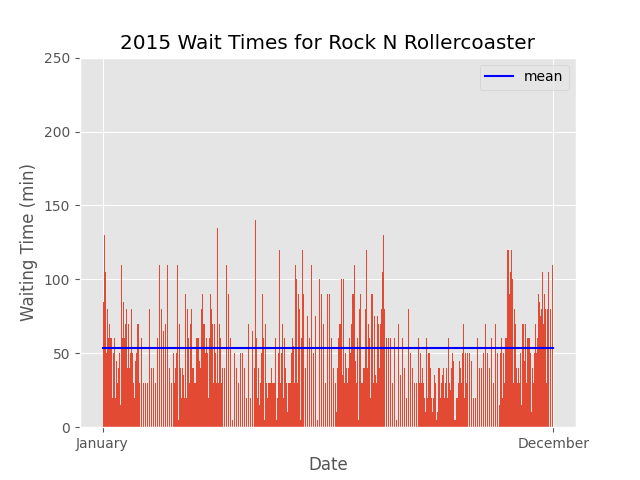 2015 Wait Times for Rock N Rollercoaster
mean
250
200
150
100
50
0
Waiting Time (min)
January
December
Date